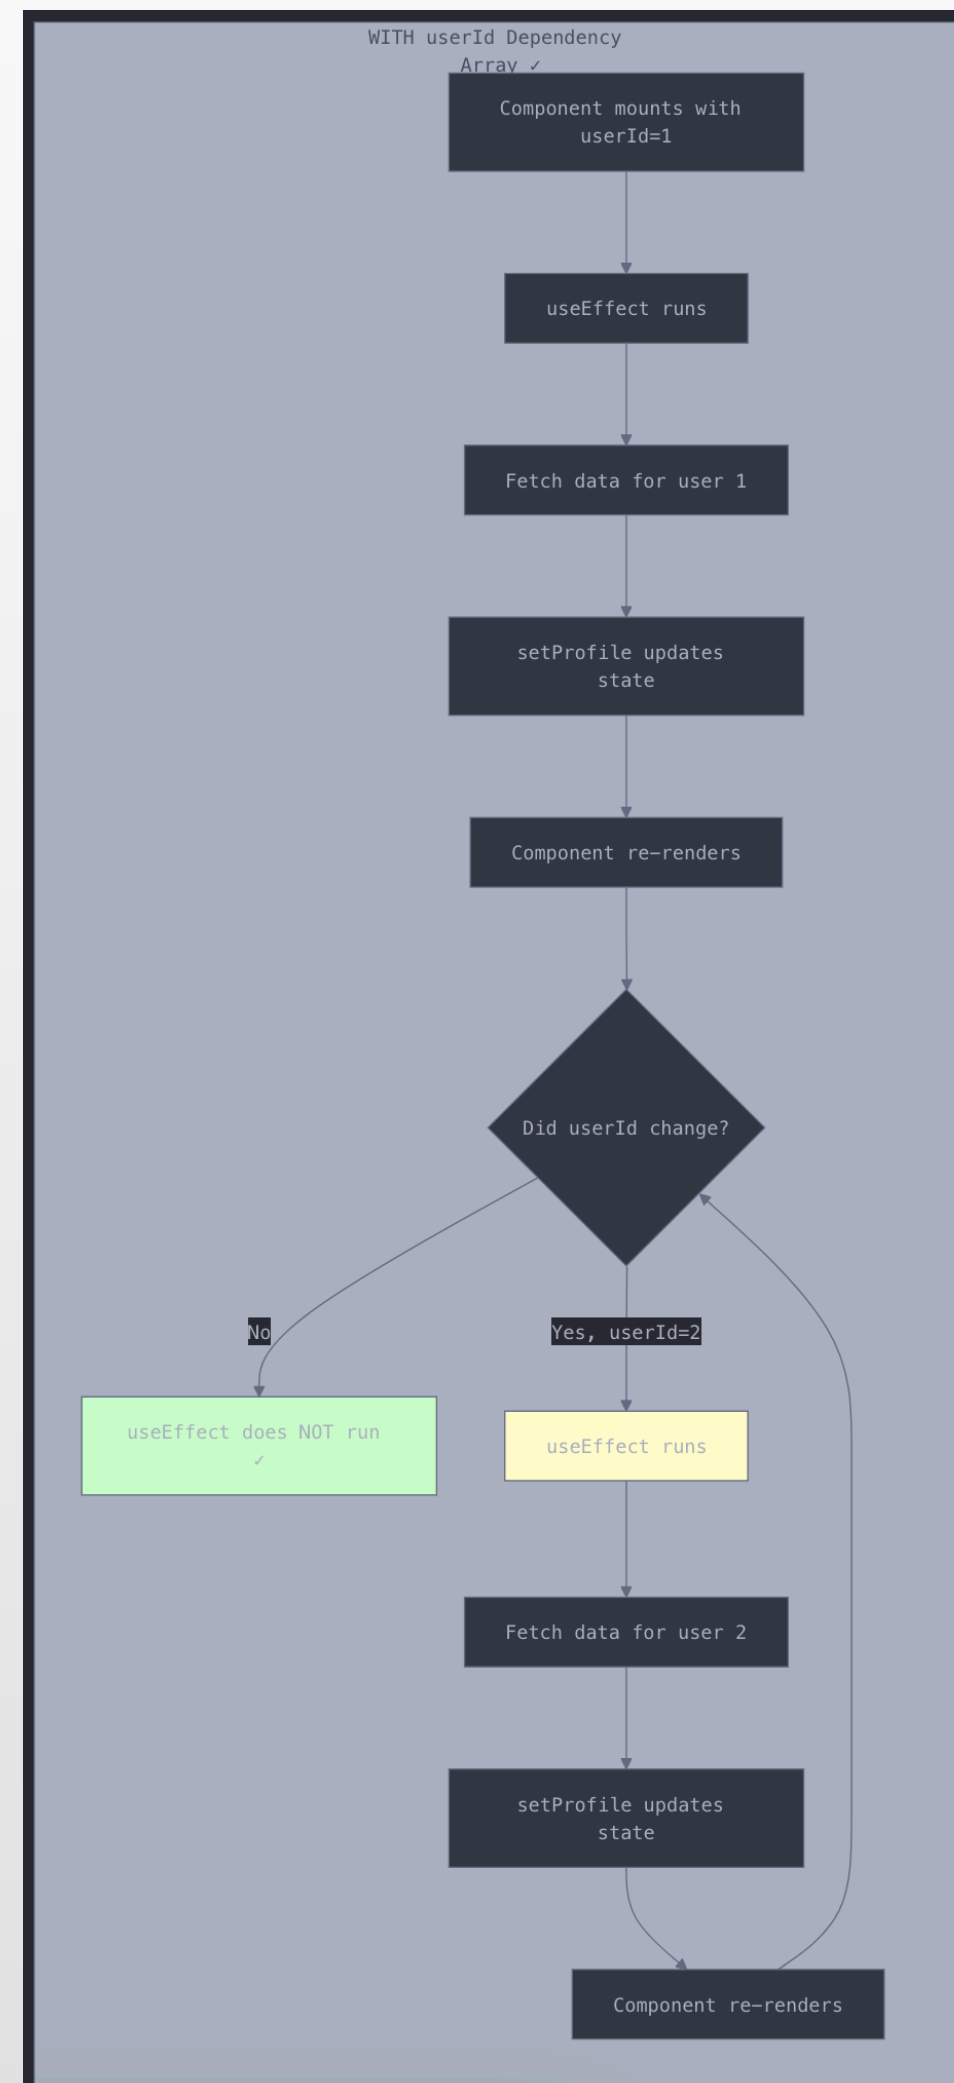 WITH userId Dependency
Array ✓
Component mounts with
userId=1
useEffect runs
Fetch data for user 1
setProfile updates
state
Component re-renders
Did userId change?
No
Yes, userId=2
useEffect does NOT run
✓
useEffect runs
Fetch data for user 2
setProfile updates
state
Component re-renders